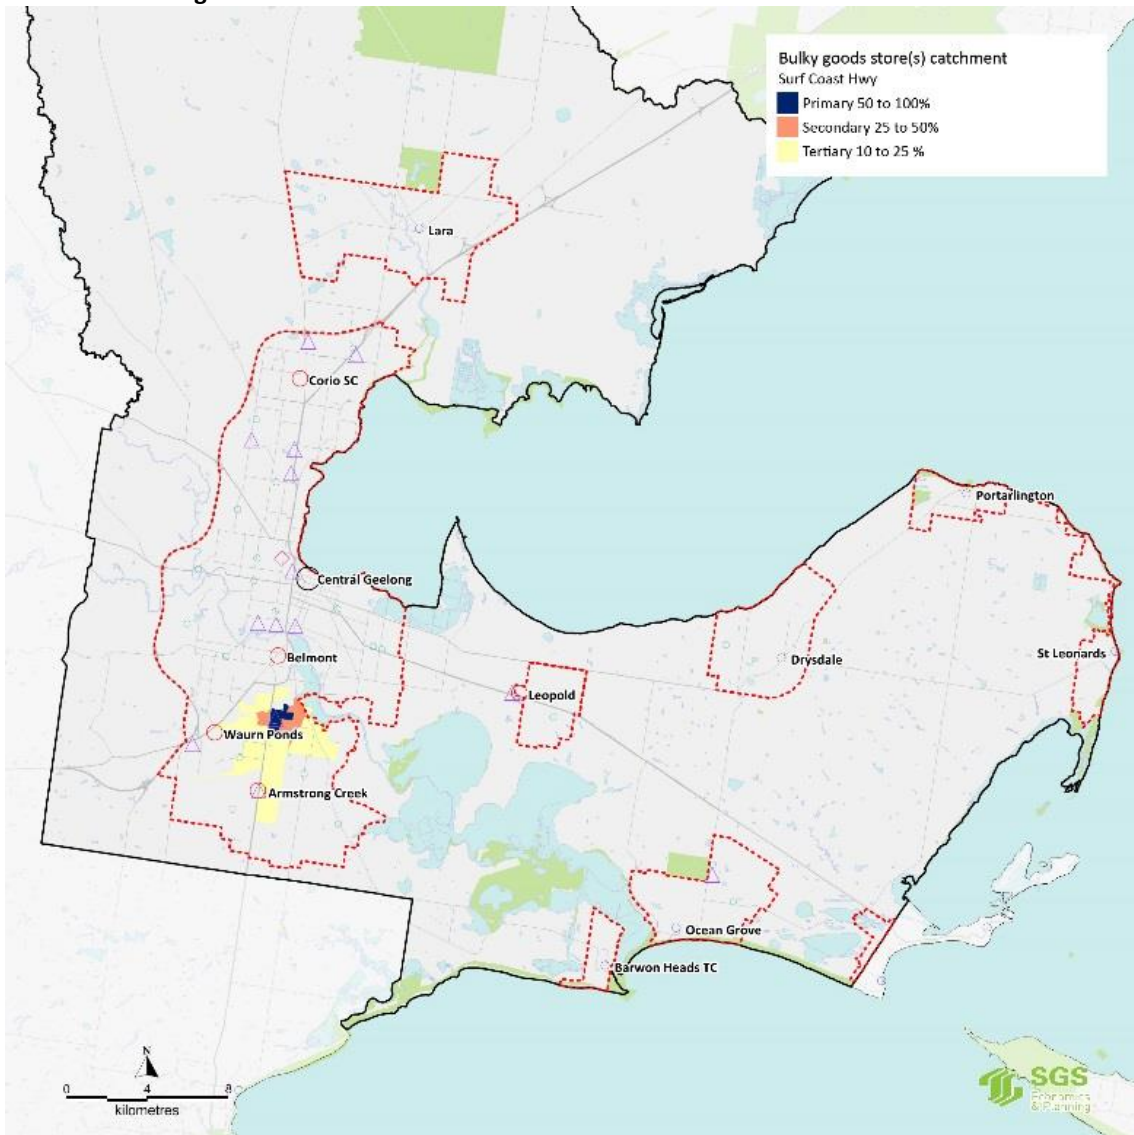 Bulky goods store(s) catchment
Surf Coast Hwy
Primary 50 to 100%
Secondary 25 to 50%
Tertiary 10 to 25 %
Lara
Corio SC
Portarlington
Central Geelong
Belmont
Drysdale
St Leonards
Leopold
Waurn Ponds
Armstrong Creek
Ocean Grove
Barwon Heads TC
N
0 4 8
kilometres
SGS
Economics
& Planning